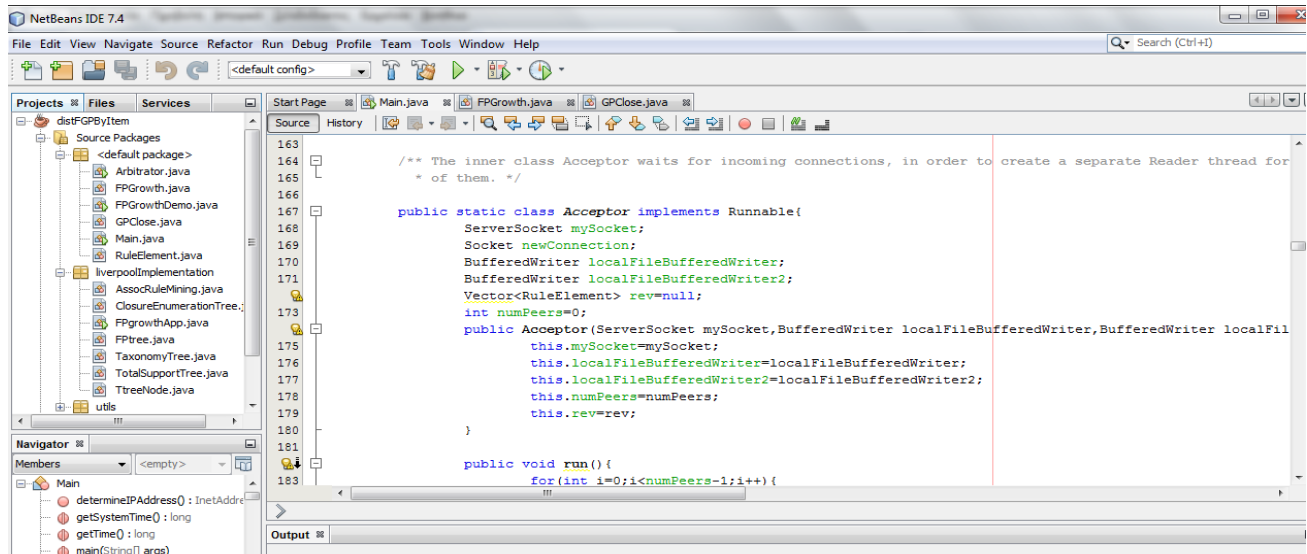 NetBeans IDE 7.4
File Edit View Navigate Source Refactor Run Debug Profile Team Tools Window Help
Search (Ctrl+I)
<default config>
Projects Files Services
distFGPByItem
Source Packages
<default package>
Arbitrator.java
FPGrowth.java
FPGrowthDemo.java
GPClose.java
Main.java
RuleElement.java
liverpoolImplementation
AssocRuleMining.java
ClosureEnumerationTree.j
FPgrowthApp.java
FPtree.java
TaxonomyTree.java
TotalSupportTree.java
TtreeNode.java
utils
Navigator
Members <empty>
Main
determineIPAddress() : InetAddre
getSystemTime() : long
getTime() : long
main(String[] args)
Start Page Main.java FPGrowth.java GPClose.java
Source History
163
164 /** The inner class Acceptor waits for incoming connections, in order to create a separate Reader thread for
165 * of them. */
166
167 public static class Acceptor implements Runnable{
168 ServerSocket mySocket;
169 Socket newConnection;
170 BufferedWriter localFileBufferedWriter;
171 BufferedWriter localFileBufferedWriter2;
Vector<RuleElement> rev=null;
173 int numPeers=0;
public Acceptor(ServerSocket mySocket,BufferedWriter localFileBufferedWriter,BufferedWriter localFil
175 this.mySocket=mySocket;
176 this.localFileBufferedWriter=localFileBufferedWriter;
177 this.localFileBufferedWriter2=localFileBufferedWriter2;
178 this.numPeers=numPeers;
179 this.rev=rev;
180 }
181
public void run(){
183 for(int i=0;i<numPeers-1;i++){
Output